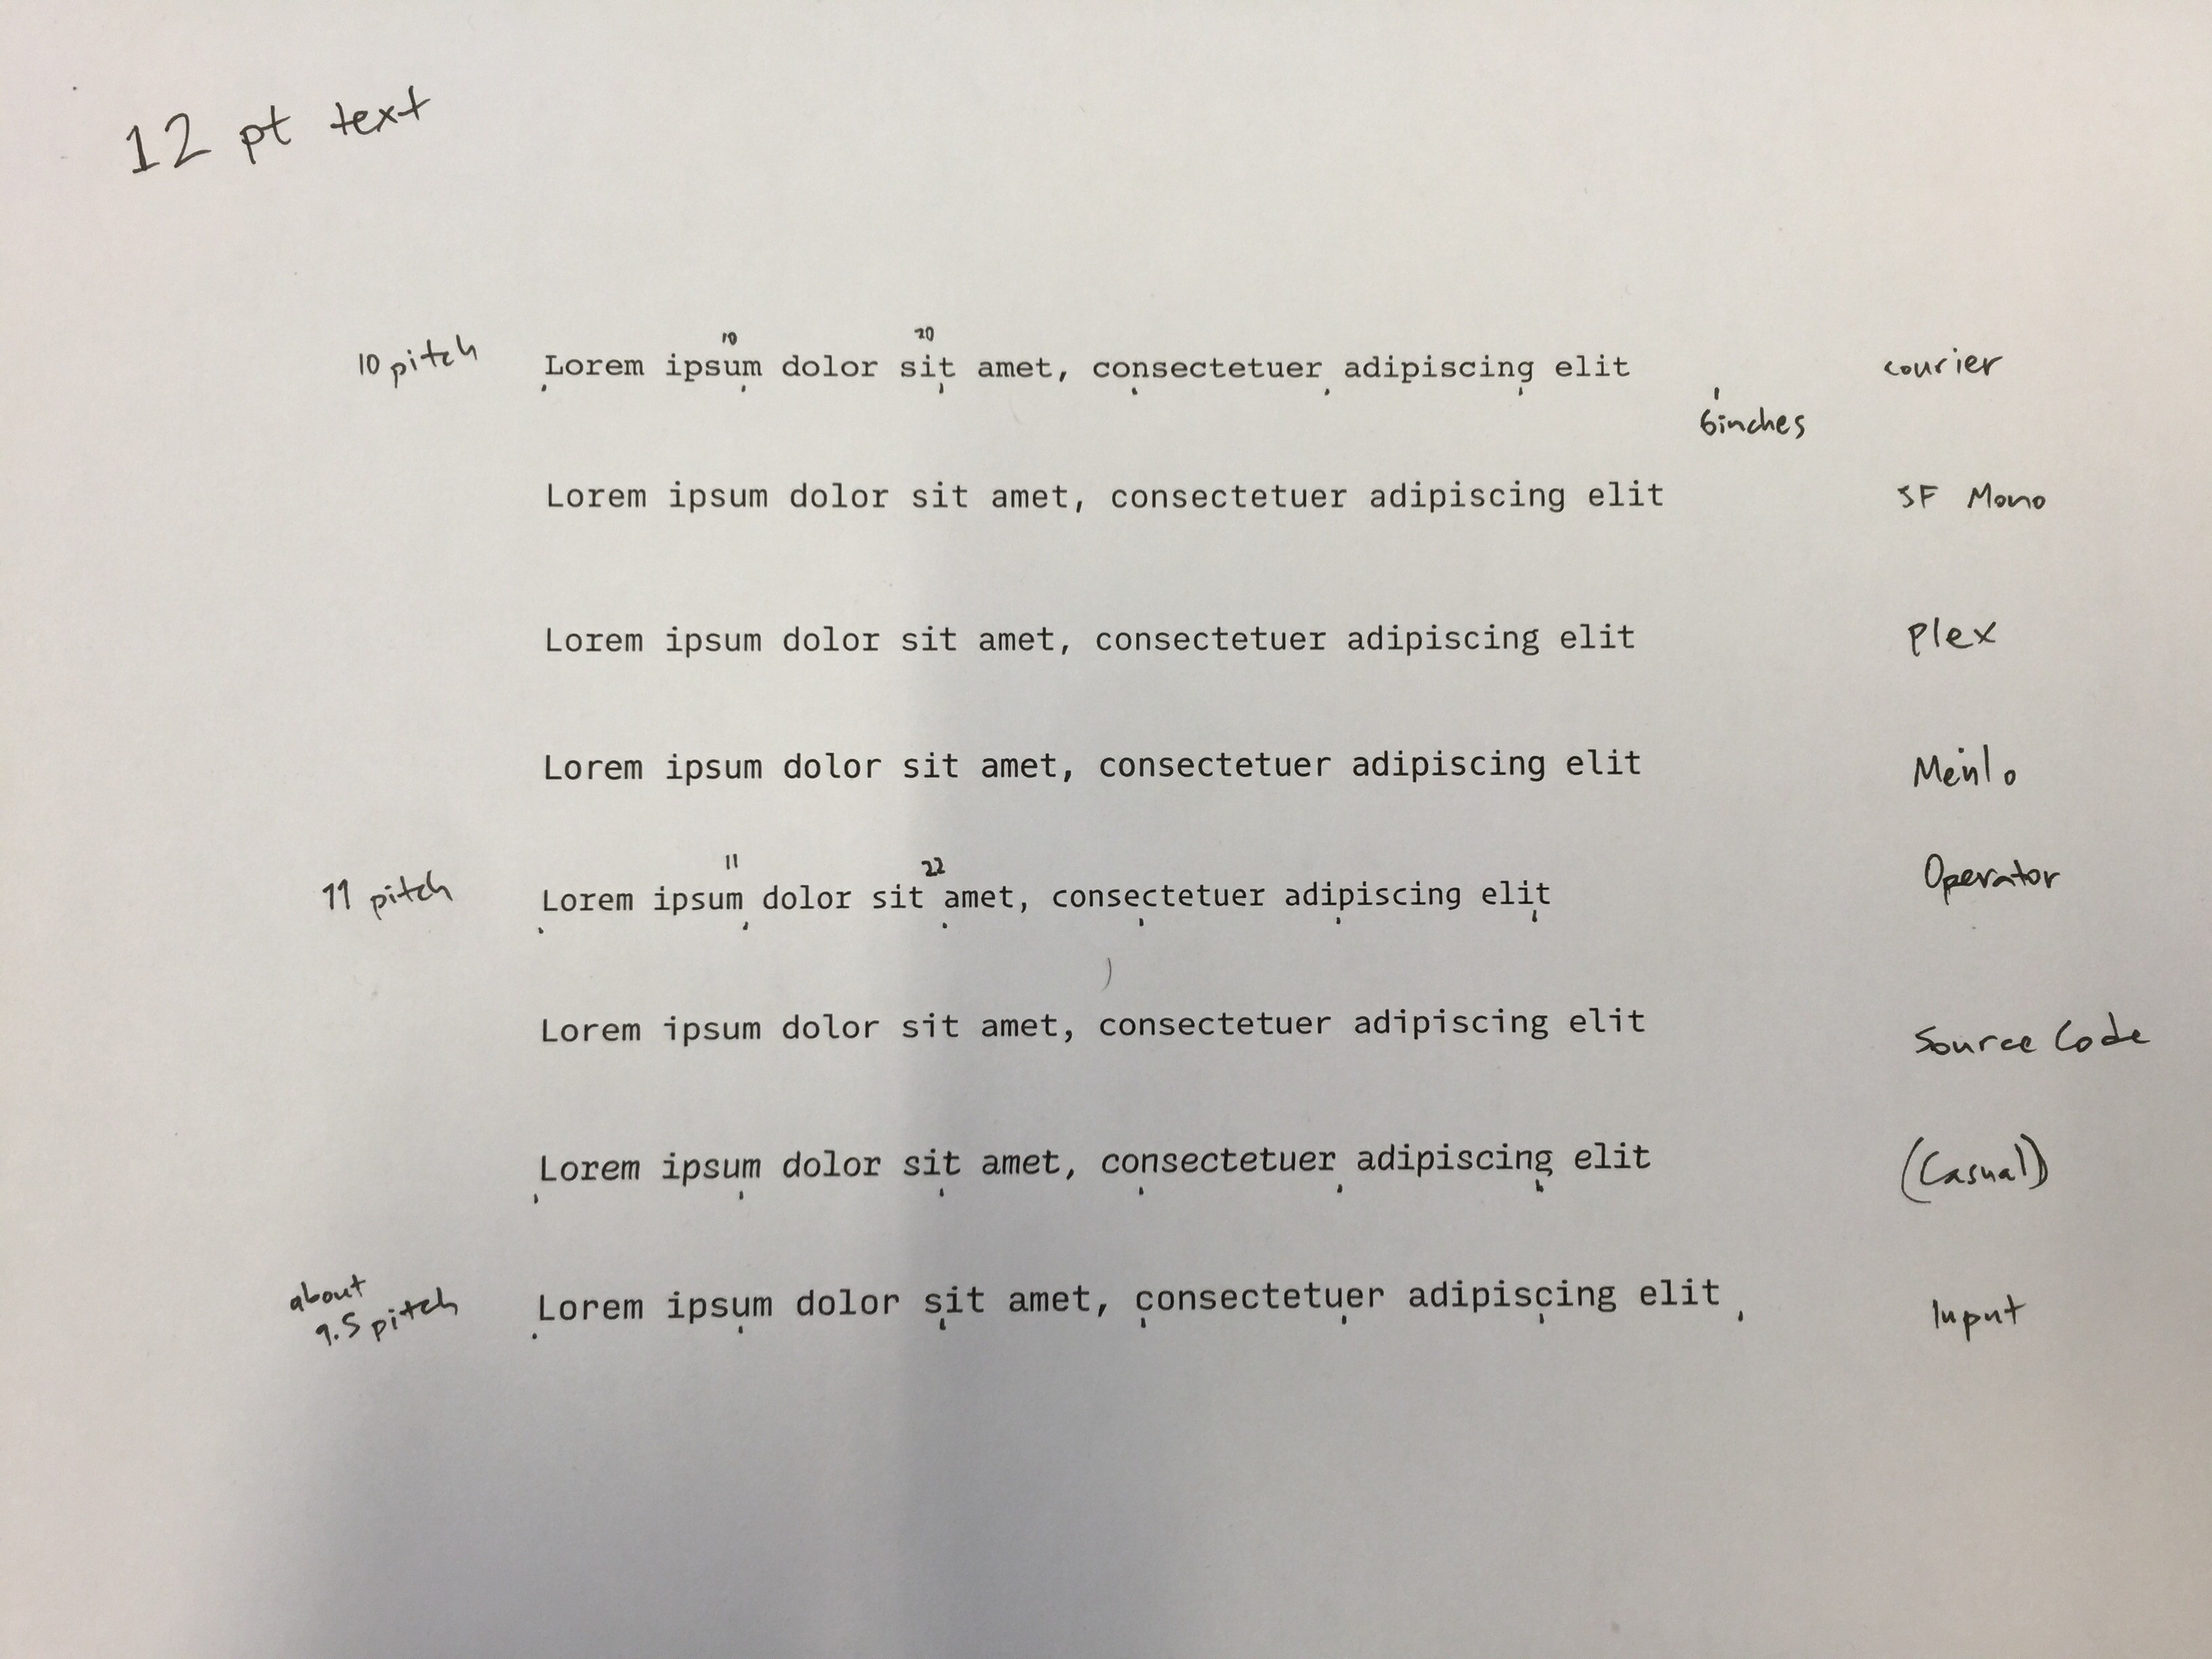 12 pt text
10 20
10 pitch Lorem ipsum dolor sit amet, consectetuer adipiscing elit courier
6inches
Lorem ipsum dolor sit amet, consectetuer adipiscing elit SF Mono
Lorem ipsum dolor sit amet, consectetuer adipiscing elit Plex
Lorem ipsum dolor sit amet, consectetuer adipiscing elit Menlo
11 22
11 pitch Lorem ipsum dolor sit amet, consectetuer adipiscing elit Operator
Lorem ipsum dolor sit amet, consectetuer adipiscing elit Source Code
Lorem ipsum dolor sit amet, consectetuer adipiscing elit (Casual)
about
9.5 pitch Lorem ipsum dolor sit amet, consectetuer adipiscing elit Input